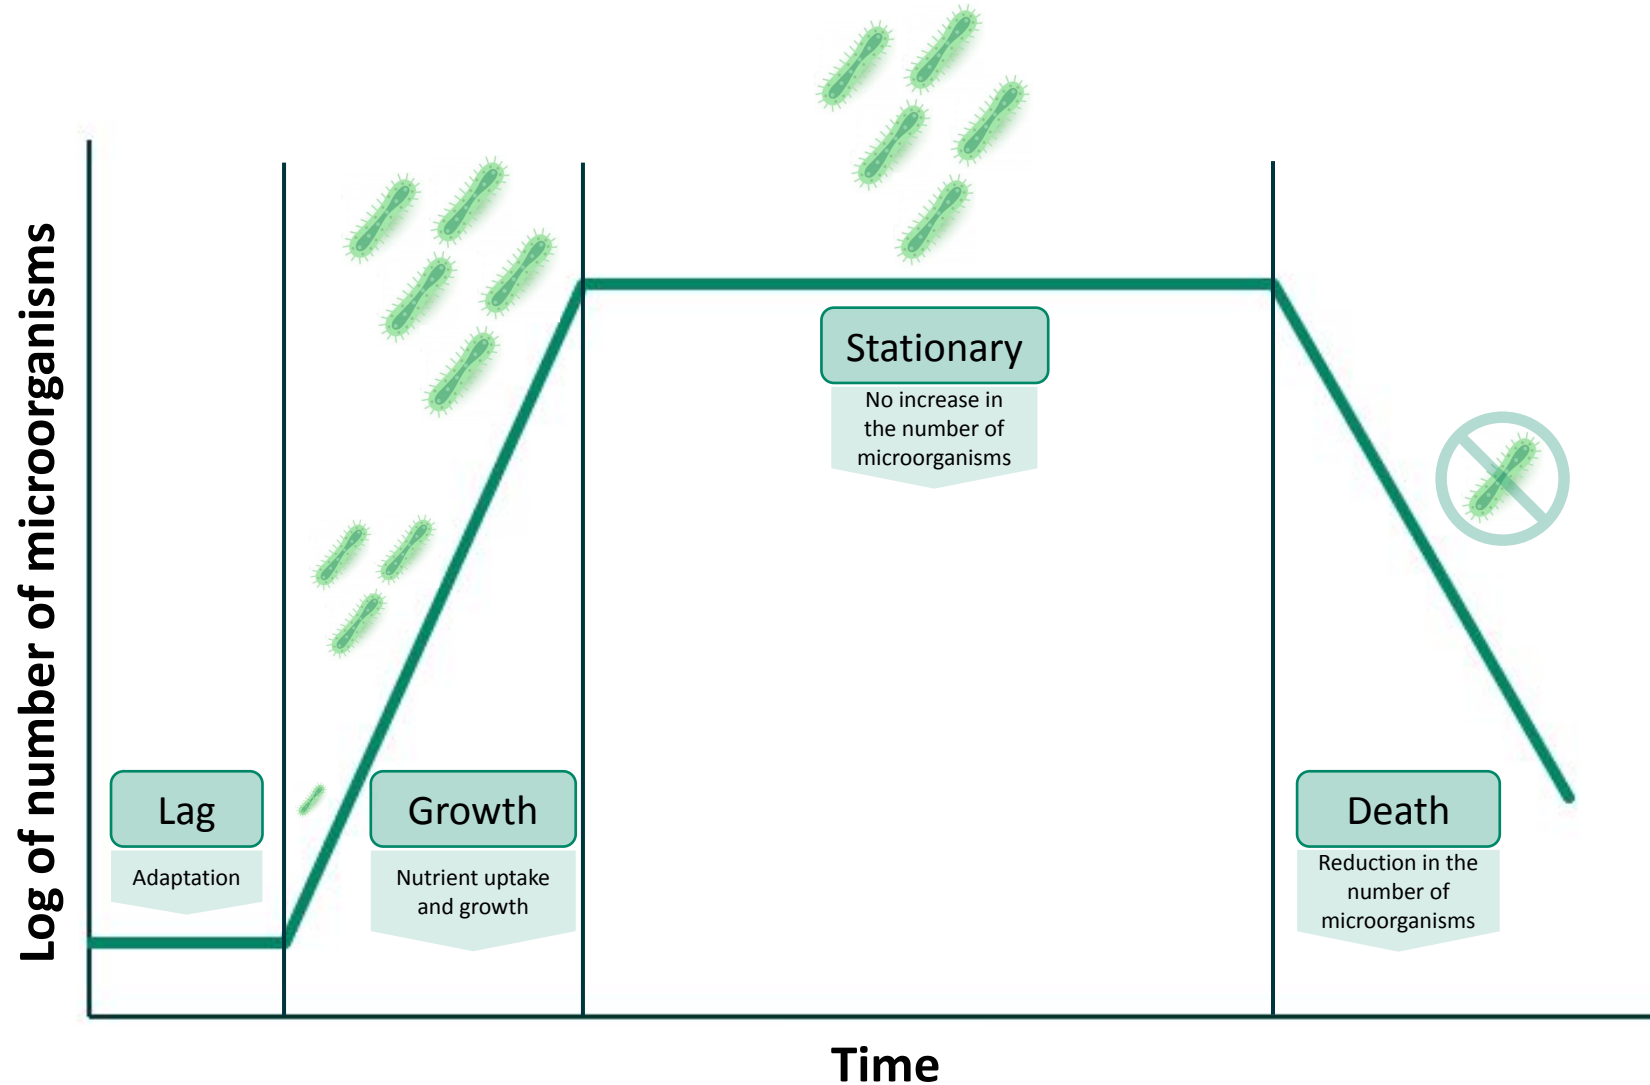 Log of number of microorganisms
Lag
Adaptation
Growth
Nutrient uptake
and growth
Stationary
No increase in
the number of
microorganisms
Death
Reduction in the
number of
microorganisms
Time